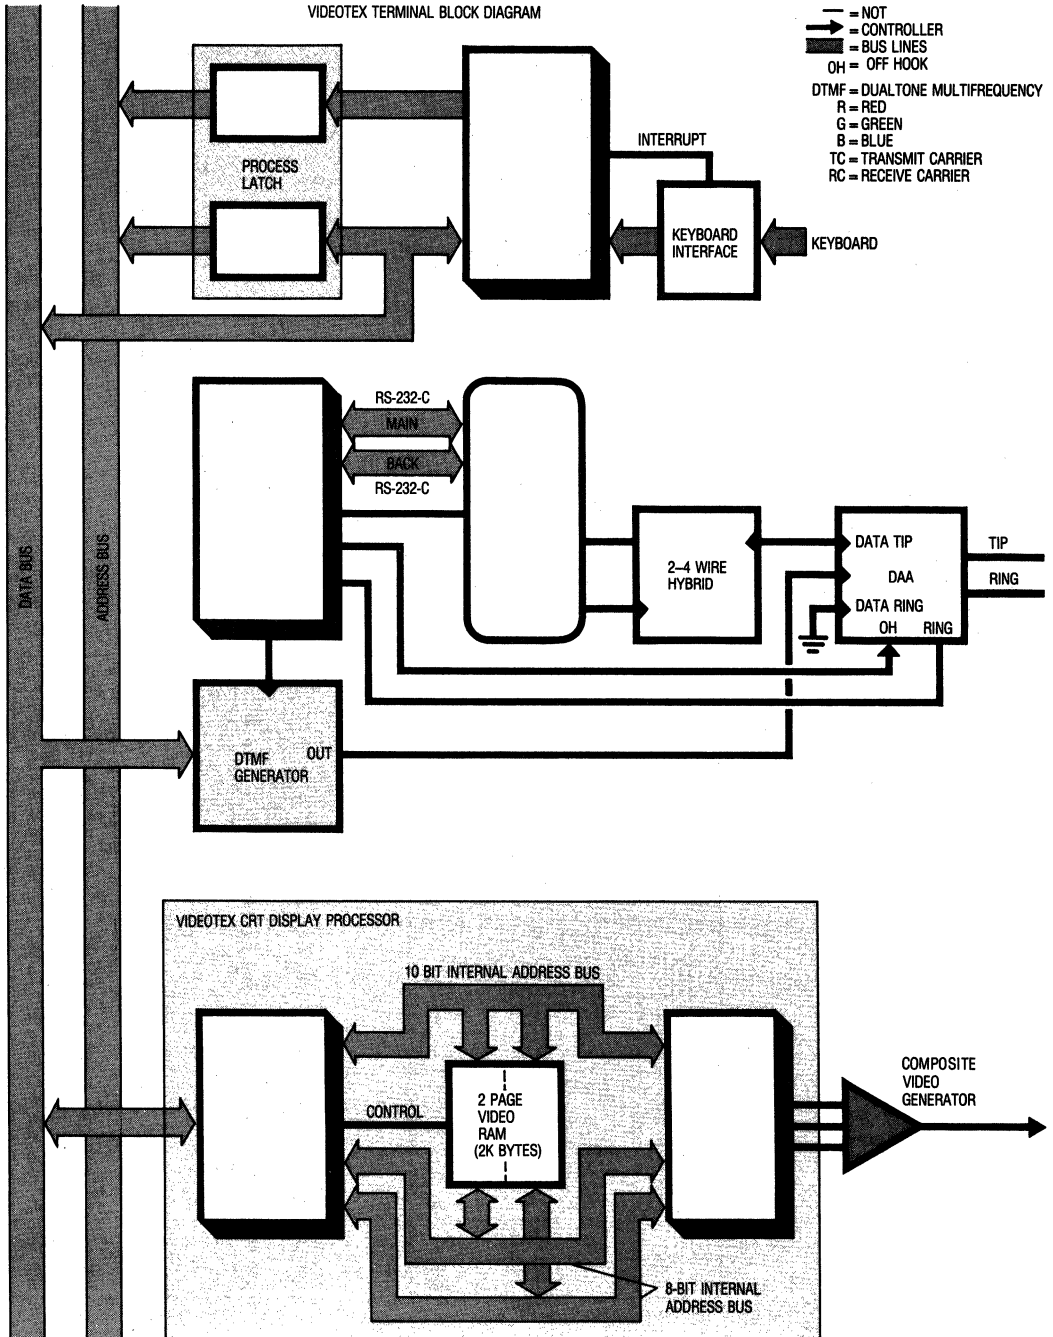 VIDEOTEX TERMINAL BLOCK DIAGRAM
— = NOT
= CONTROLLER
= BUS LINES
OH = OFF HOOK
DTMF = DUALTONE MULTIFREQUENCY
R = RED
G = GREEN
B = BLUE
TC = TRANSMIT CARRIER
RC = RECEIVE CARRIER
PROCESS
LATCH
INTERRUPT
KEYBOARD
INTERFACE
KEYBOARD
RS-232-C
MAIN
BACK
RS-232-C
DATA BUS
ADDRESS BUS
2–4 WIRE
HYBRID
DATA TIP
DAA
DATA RING
OH RING
TIP
RING
DTMF
GENERATOR
OUT
VIDEOTEX CRT DISPLAY PROCESSOR
10 BIT INTERNAL ADDRESS BUS
CONTROL
2 PAGE
VIDEO
RAM
(2K BYTES)
COMPOSITE
VIDEO
GENERATOR
8-BIT INTERNAL
ADDRESS BUS